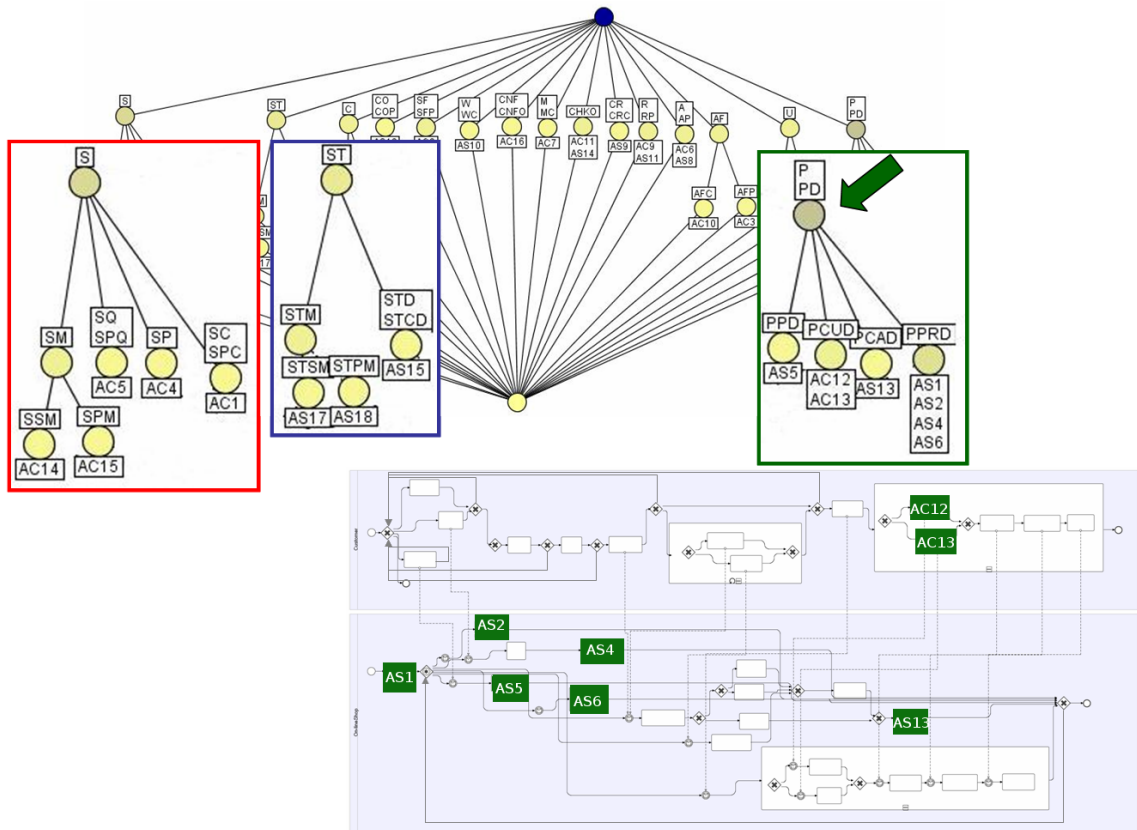 S
ST
C
CO
COP
SF
SFP
W
WC
AS10
CNF
CNFO
AC16
M
MC
AC7
CHKO
AC11
AS14
CR
CRC
AS9
R
RP
AC9
AS11
A
AP
AC6
AS8
AF
U
P
PD
AFC
AC10
AFP
AC3
S
SM
SQ
SPQ
AC5
SP
AC4
SC
SPC
AC1
SSM
AC14
SPM
AC15
ST
STM
STD
STCD
AS15
STSM
AS17
STPM
AS18
P
PD
PPD
AS5
PCUD
AC12
AC13
PCAD
AS13
PPRD
AS1
AS2
AS4
AS6
Customer
AC12
AC13
OnlineShop
AS1
AS2
AS4
AS5
AS6
AS13